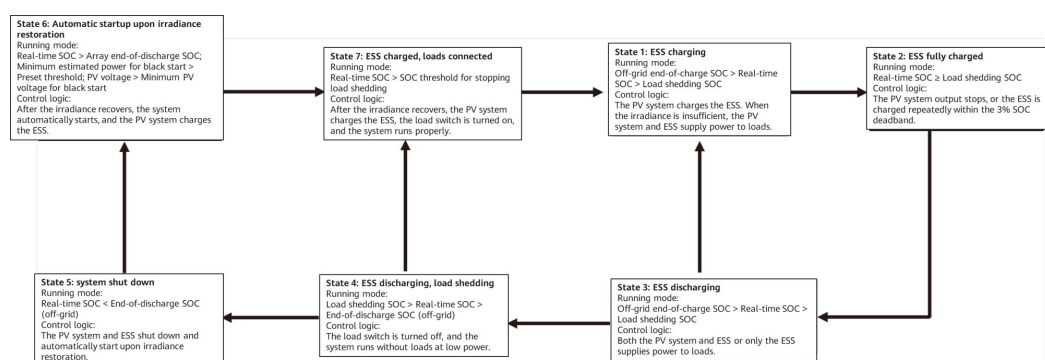 State 6: Automatic startup upon irradiance
restoration
Running mode:
Real-time SOC > Array end-of-discharge SOC;
Minimum estimated power for black start >
Preset threshold; PV voltage > Minimum PV
voltage for black start
Control logic:
After the irradiance recovers, the system
automatically starts, and the PV system charges
the ESS.
State 7: ESS charged, loads connected
Running mode:
Real-time SOC > SOC threshold for stopping
load shedding
Control logic:
After the irradiance recovers, the PV system
charges the ESS, the load switch is turned on,
and the system runs properly.
State 1: ESS charging
Running mode:
Off-grid end-of-charge SOC > Real-time
SOC > Load shedding SOC
Control logic:
The PV system charges the ESS. When
the irradiance is insufficient, the PV
system and ESS supply power to loads.
State 2: ESS fully charged
Running mode:
Real-time SOC ≥ Load shedding SOC
Control logic:
The PV system output stops, or the ESS is
charged repeatedly within the 3% SOC
deadband.
State 5: system shut down
Running mode:
Real-time SOC < End-of-discharge SOC
(off-grid)
Control logic:
The PV system and ESS shut down and
automatically start upon irradiance
restoration.
State 4: ESS discharging, load shedding
Running mode:
Load shedding SOC > Real-time SOC >
End-of-discharge SOC (off-grid)
Control logic:
The load switch is turned off, and the
system runs without loads at low power.
State 3: ESS discharging
Running mode:
Off-grid end-of-charge SOC > Real-time SOC >
Load shedding SOC
Control logic:
Both the PV system and ESS or only the ESS
supplies power to loads.